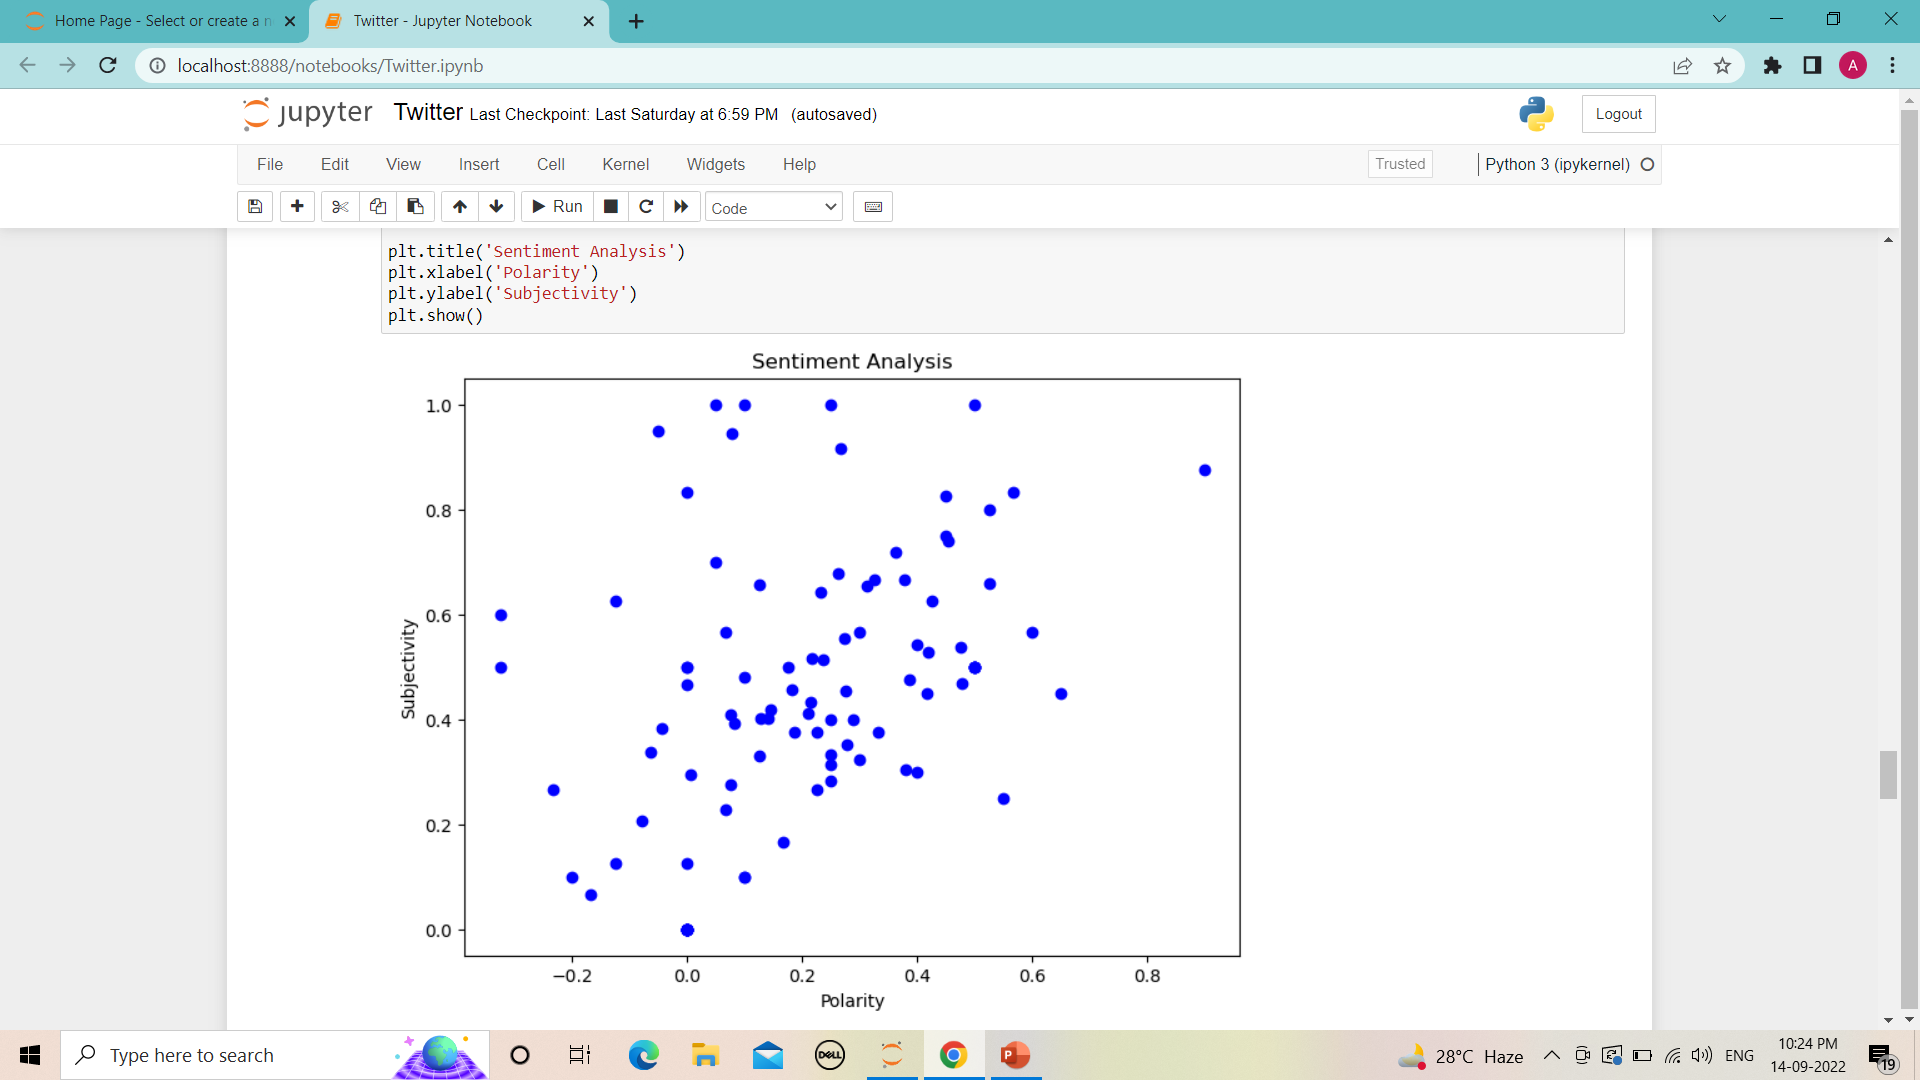 Home Page - Select or create a n
Twitter - Jupyter Notebook
localhost:8888/notebooks/Twitter.ipynb
A
jupyter Twitter Last Checkpoint: Last Saturday at 6:59 PM (autosaved)
Logout
File Edit View Insert Cell Kernel Widgets Help
Trusted
Python 3 (ipykernel)
Run
Code
plt.title('Sentiment Analysis')
plt.xlabel('Polarity')
plt.ylabel('Subjectivity')
plt.show()
Sentiment Analysis
1.0
0.8
0.6
0.4
0.2
0.0
Subjectivity
−0.2 0.0 0.2 0.4 0.6 0.8
Polarity
Type here to search
DELL
P
28°C Haze
ENG
10:24 PM
14-09-2022
19